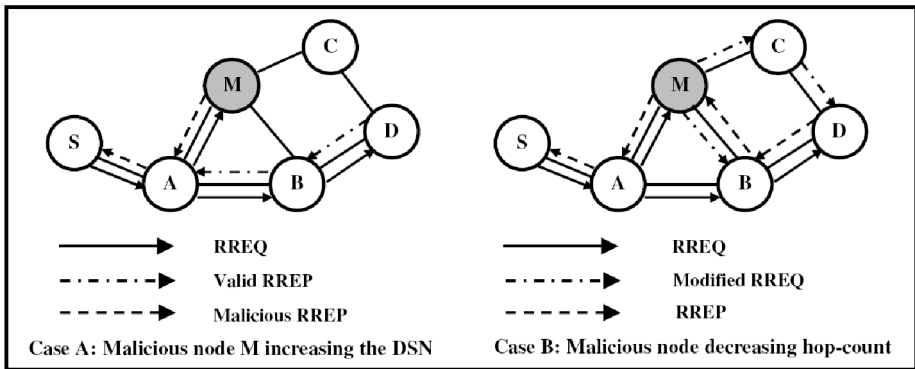 C
M
S
D
A
B
RREQ
Valid RREP
Malicious RREP
Case A: Malicious node M increasing the DSN
C
M
S
D
A
B
RREQ
Modified RREQ
RREP
Case B: Malicious node decreasing hop-count